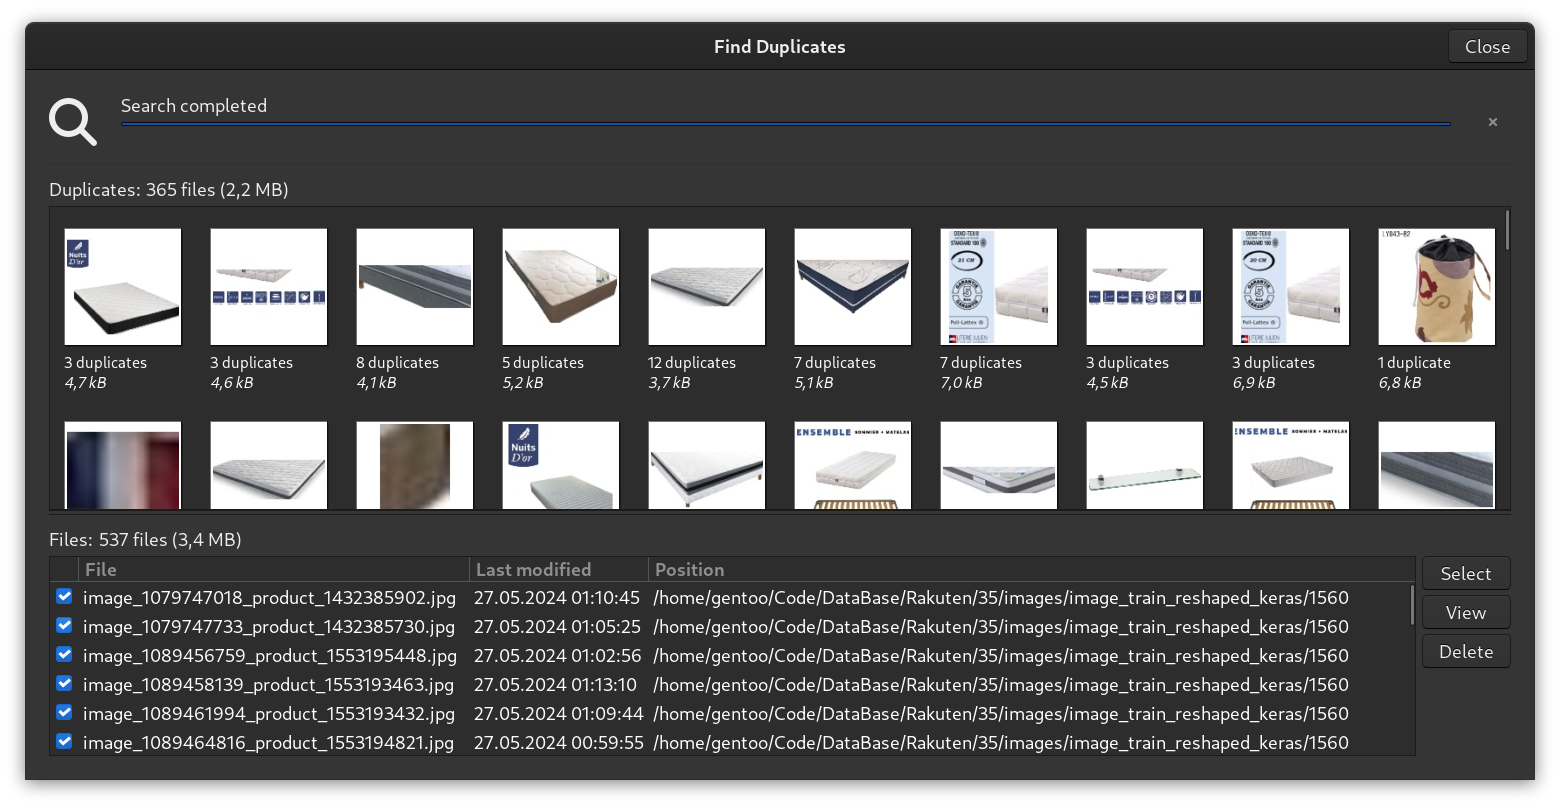 Find Duplicates
Close
Search completed
Duplicates: 365 files (2,2 MB)
Nuits
D'or
STANDARD 100
21 CM
GARANTIE
5
GARANTIE
Poli-Lattex
LITERIE JULIEN
STANDARD 100
20 CM
GARANTIE
5
GARANTIE
Poli-Lattex
LITERIE JULIEN
LY043-B2
3 duplicates
3 duplicates
8 duplicates
5 duplicates
12 duplicates
7 duplicates
7 duplicates
3 duplicates
3 duplicates
1 duplicate
4,7 kB
4,6 kB
4,1 kB
5,2 kB
3,7 kB
5,1 kB
7,0 kB
4,5 kB
6,9 kB
6,8 kB
Nuits
D'or
ENSEMBLE SOMMIER + MATELAS
ENSEMBLE SOMMIER + MATELAS
Files: 537 files (3,4 MB)
File Last modified Position
image_1079747018_product_1432385902.jpg 27.05.2024 01:10:45 /home/gentoo/Code/DataBase/Rakuten/35/images/image_train_reshaped_keras/1560
image_1079747733_product_1432385730.jpg 27.05.2024 01:05:25 /home/gentoo/Code/DataBase/Rakuten/35/images/image_train_reshaped_keras/1560
image_1089456759_product_1553195448.jpg 27.05.2024 01:02:56 /home/gentoo/Code/DataBase/Rakuten/35/images/image_train_reshaped_keras/1560
image_1089458139_product_1553193463.jpg 27.05.2024 01:13:10 /home/gentoo/Code/DataBase/Rakuten/35/images/image_train_reshaped_keras/1560
image_1089461994_product_1553193432.jpg 27.05.2024 01:09:44 /home/gentoo/Code/DataBase/Rakuten/35/images/image_train_reshaped_keras/1560
image_1089464816_product_1553194821.jpg 27.05.2024 00:59:55 /home/gentoo/Code/DataBase/Rakuten/35/images/image_train_reshaped_keras/1560
Select
View
Delete